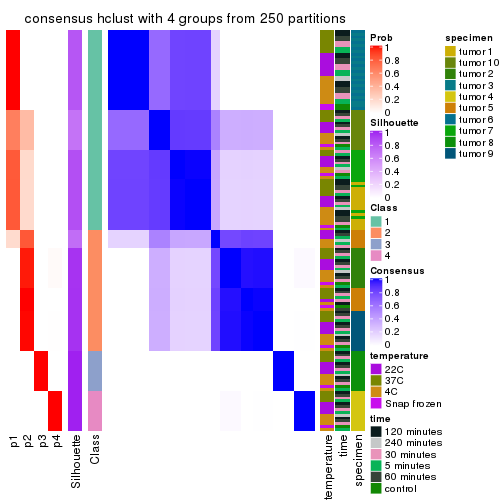 consensus hclust with 4 groups from 250 partitions
Prob
1
0.8
0.6
0.4
0.2
0
Silhouette
1
0.8
0.6
0.4
0.2
0
Class
1
2
3
4
Consensus
1
0.8
0.6
0.4
0.2
0
temperature
22C
37C
4C
Snap frozen
time
120 minutes
240 minutes
30 minutes
5 minutes
60 minutes
control
specimen
tumor 1
tumor 10
tumor 2
tumor 3
tumor 4
tumor 5
tumor 6
tumor 7
tumor 8
tumor 9
p1
p2
p3
p4
Silhouette
Class
temperature
time
specimen